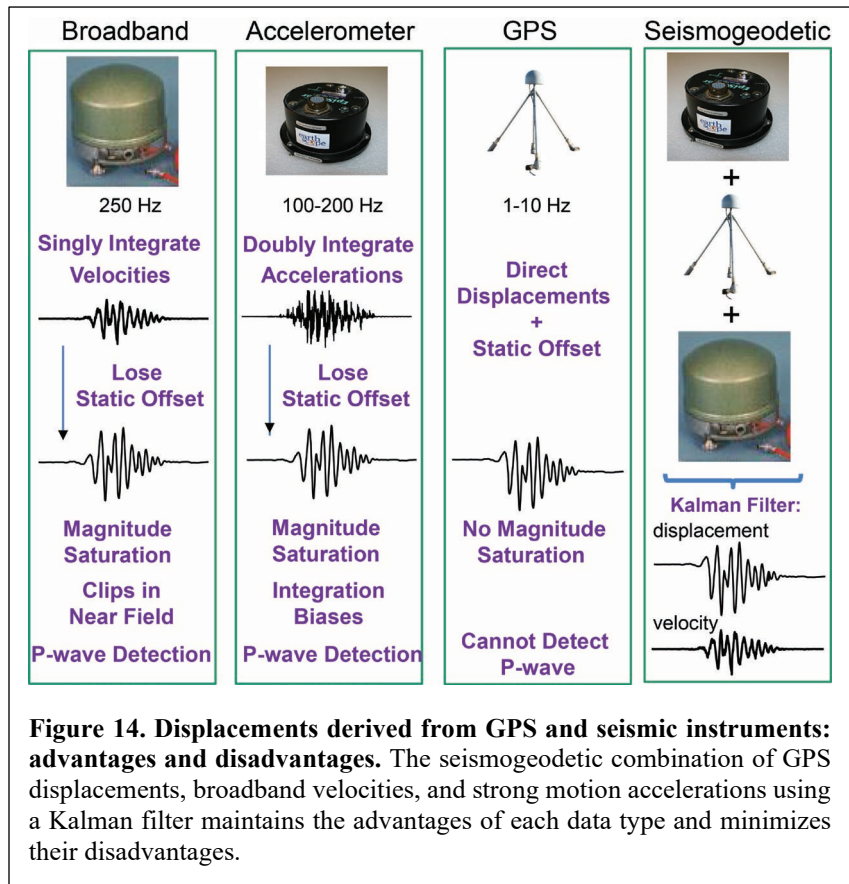 Broadband
250 Hz
Singly Integrate
Velocities
Lose
Static Offset
Magnitude
Saturation
Clips in
Near Field
P-wave Detection
Accelerometer
earth
scope
100-200 Hz
Doubly Integrate
Accelerations
Lose
Static Offset
Magnitude
Saturation
Integration
Biases
P-wave Detection
GPS
1-10 Hz
Direct
Displacements
+
Static Offset
No Magnitude
Saturation
Cannot Detect
P-wave
Seismogeodetic
+
+
Kalman Filter:
displacement
velocity
Figure 14. Displacements derived from GPS and seismic instruments:
advantages and disadvantages. The seismogeodetic combination of GPS
displacements, broadband velocities, and strong motion accelerations using
a Kalman filter maintains the advantages of each data type and minimizes
their disadvantages.